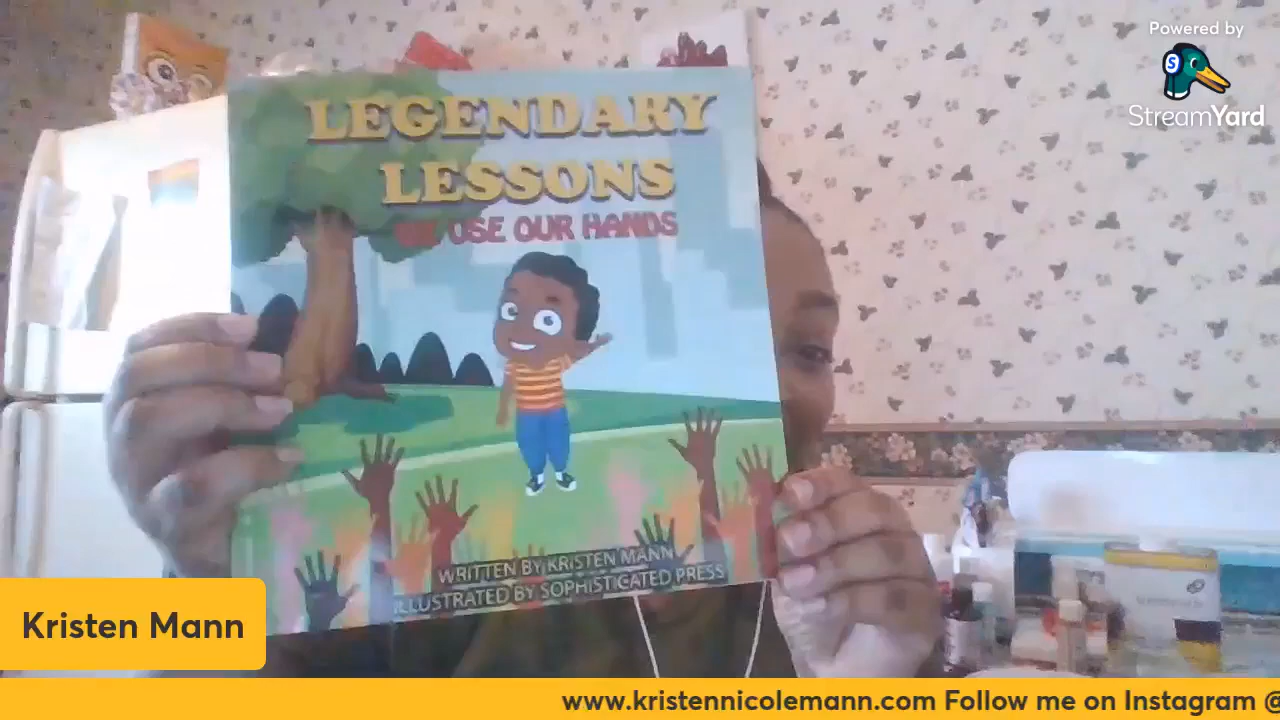 Powered by
StreamYard
LEGENDARY
LESSONS
WE USE OUR HANDS
WRITTEN BY KRISTEN MANN
ILLUSTRATED BY SOPHISTICATED PRESS
Kristen Mann
www.kristennicolemann.com Follow me on Instagram @